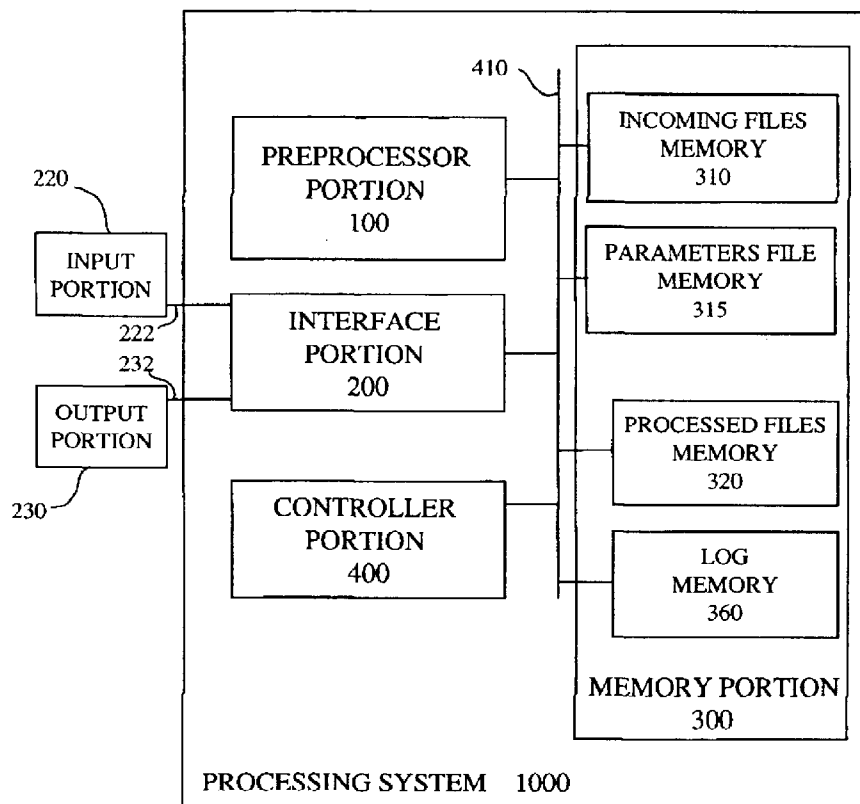 410
INCOMING FILES
MEMORY
310
PREPROCESSOR
PORTION
100
220
INPUT
PORTION
222
PARAMETERS FILE
MEMORY
315
INTERFACE
PORTION
200
232
OUTPUT
PORTION
230
PROCESSED FILES
MEMORY
320
CONTROLLER
PORTION
400
LOG
MEMORY
360
MEMORY PORTION
300
PROCESSING SYSTEM 1000